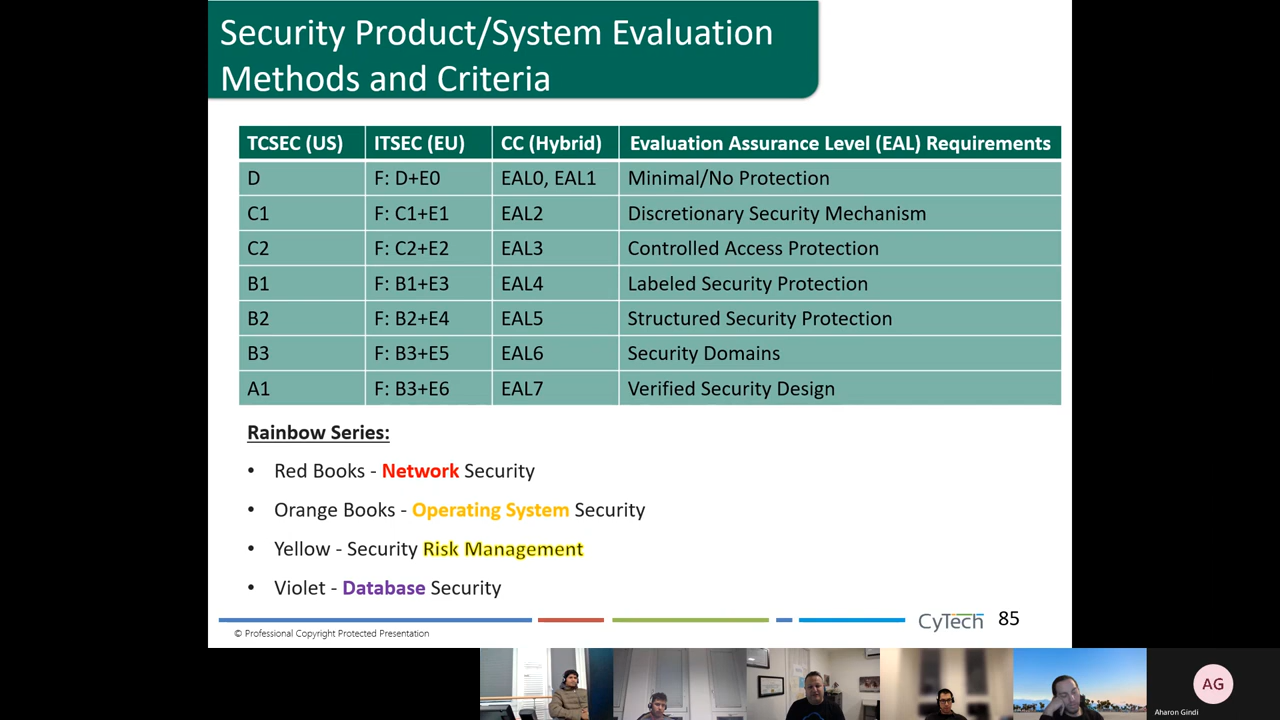 Security Product/System Evaluation
Methods and Criteria
TCSEC (US) ITSEC (EU) CC (Hybrid) Evaluation Assurance Level (EAL) Requirements
D F: D+E0 EAL0, EAL1 Minimal/No Protection
C1 F: C1+E1 EAL2 Discretionary Security Mechanism
C2 F: C2+E2 EAL3 Controlled Access Protection
B1 F: B1+E3 EAL4 Labeled Security Protection
B2 F: B2+E4 EAL5 Structured Security Protection
B3 F: B3+E5 EAL6 Security Domains
A1 F: B3+E6 EAL7 Verified Security Design
Rainbow Series:
• Red Books - Network Security
• Orange Books - Operating System Security
• Yellow - Security Risk Management
• Violet - Database Security
CyTech 85
© Professional Copyright Protected Presentation
AG
Aharon Gindi